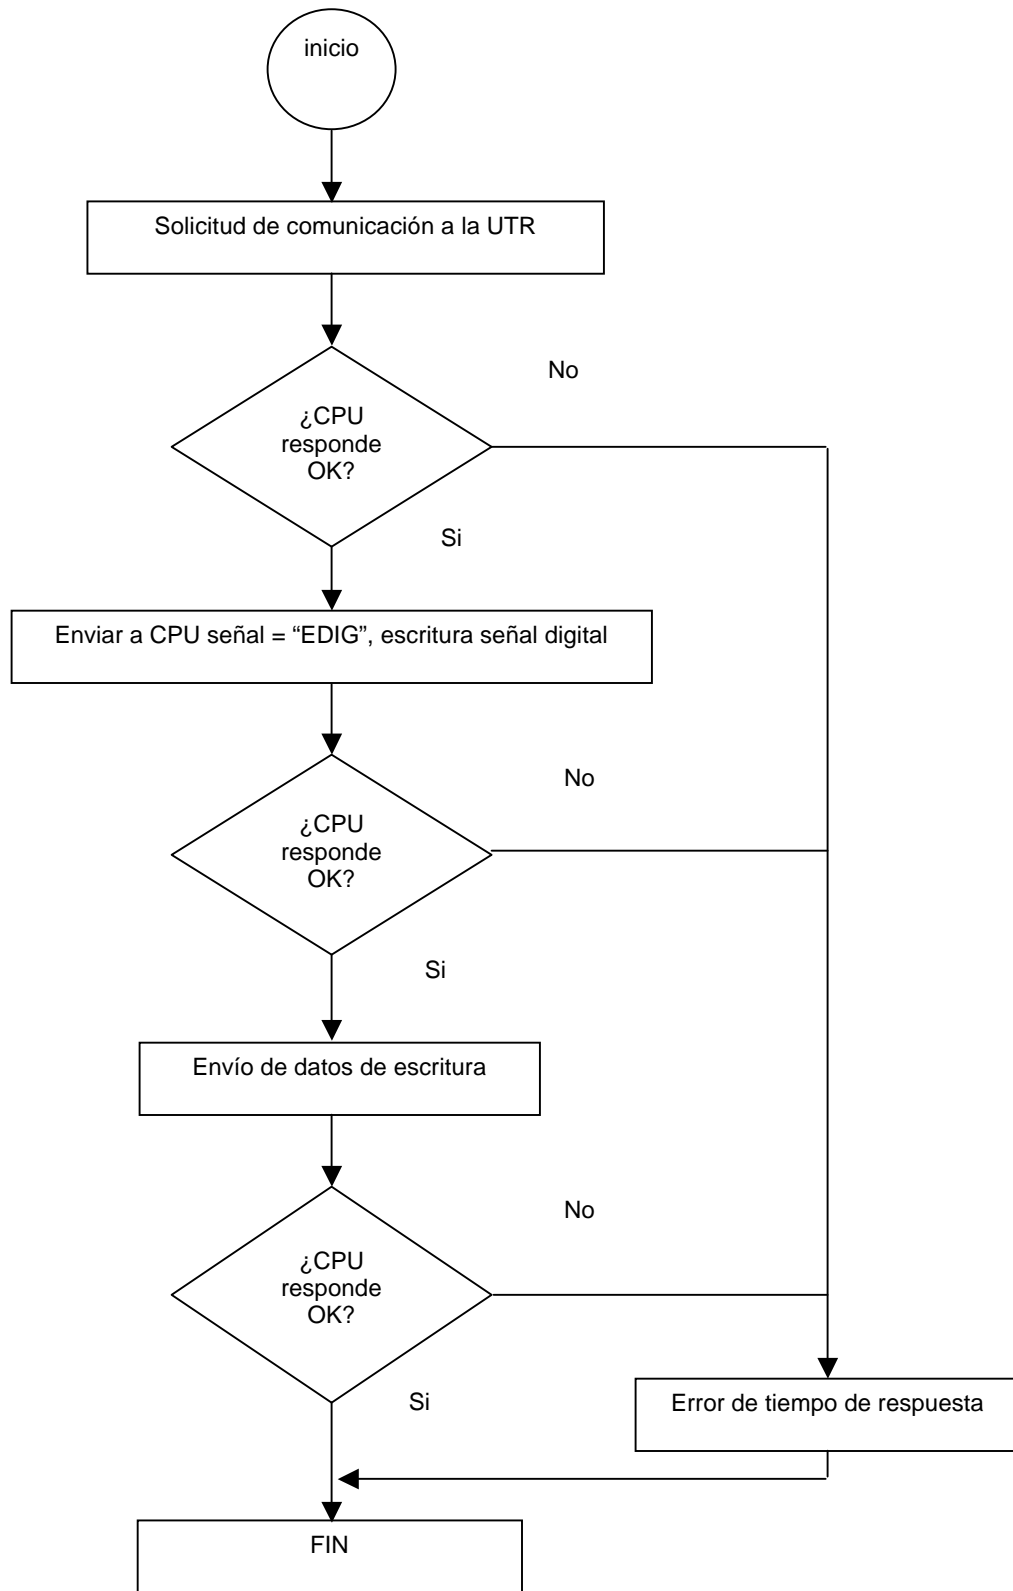 inicio
Solicitud de comunicación a la UTR
No
¿CPU
responde
OK?
Si
Enviar a CPU señal = “EDIG”, escritura señal digital
No
¿CPU
responde
OK?
Si
Envío de datos de escritura
No
¿CPU
responde
OK?
Si
Error de tiempo de respuesta
FIN